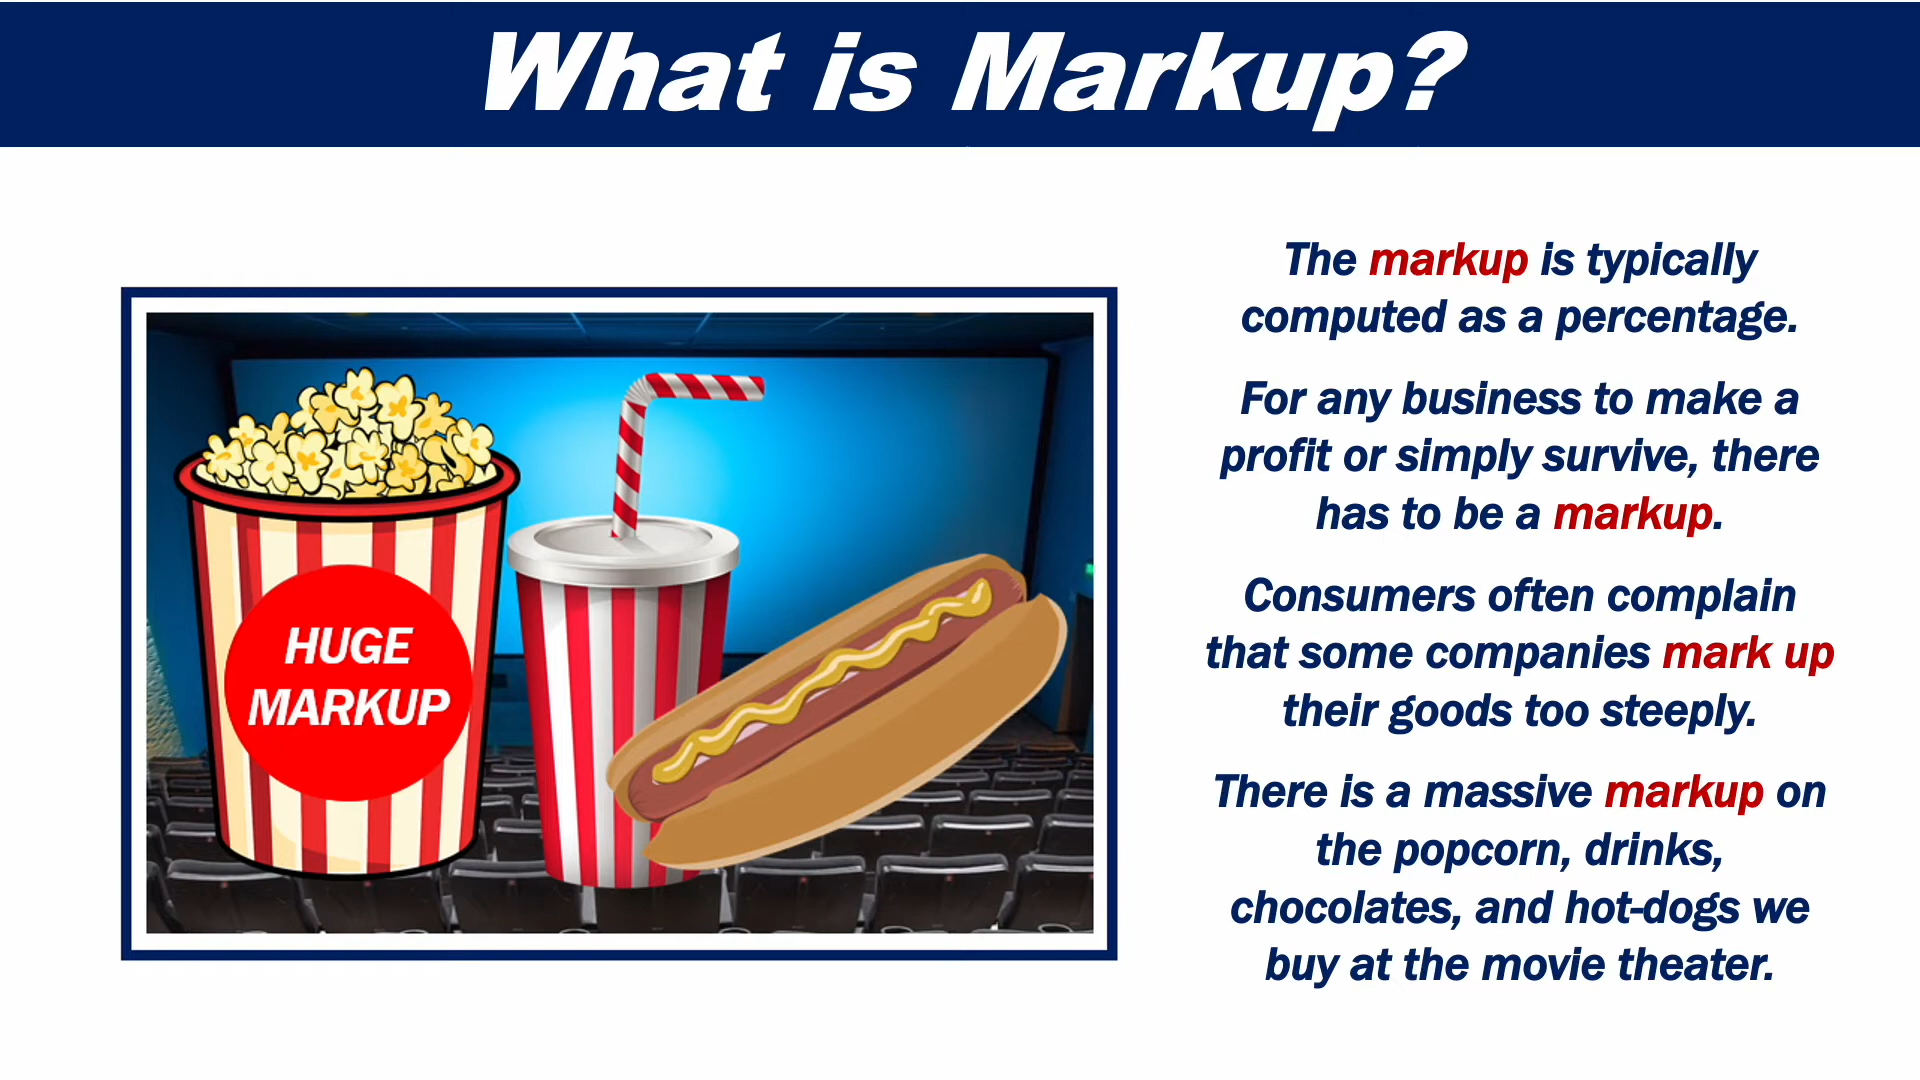 What is Markup?
HUGE
MARKUP
The markup is typically
computed as a percentage.
For any business to make a
profit or simply survive, there
has to be a markup.
Consumers often complain
that some companies mark up
their goods too steeply.
There is a massive markup on
the popcorn, drinks,
chocolates, and hot-dogs we
buy at the movie theater.